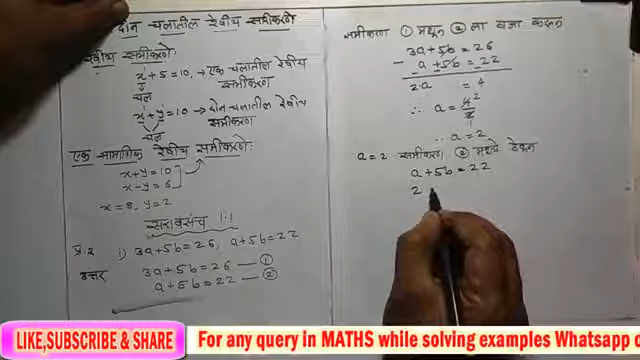 दोन चलातील रेषीय समीकरणे
रेषीय समीकरणे:
x + 5 = 10, → एक चलातील रेषीय
समीकरण
चल
x + y = 10 → दोन चलातील रेषीय
समीकरण
चल
एक सामायिक रेषीय समीकरणे:
x + y = 10
x - y = 6
x = 8, y = 2
सरावसंच 1.1
प्र.2 i) 3a + 5b = 26, a + 5b = 22
उत्तर 3a + 5b = 26 — ①
a + 5b = 22 — ②
समीकरण ① मधून ② ला वजा करून
3a + 5b = 26
- a + 5b = 22
2a = 4
∴ a = 4/2
∴ a = 2
a = 2 समीकरण ② मध्ये ठेवून
a + 5b = 22
2
LIKE,SUBSCRIBE & SHARE
For any query in MATHS while solving examples Whatsapp